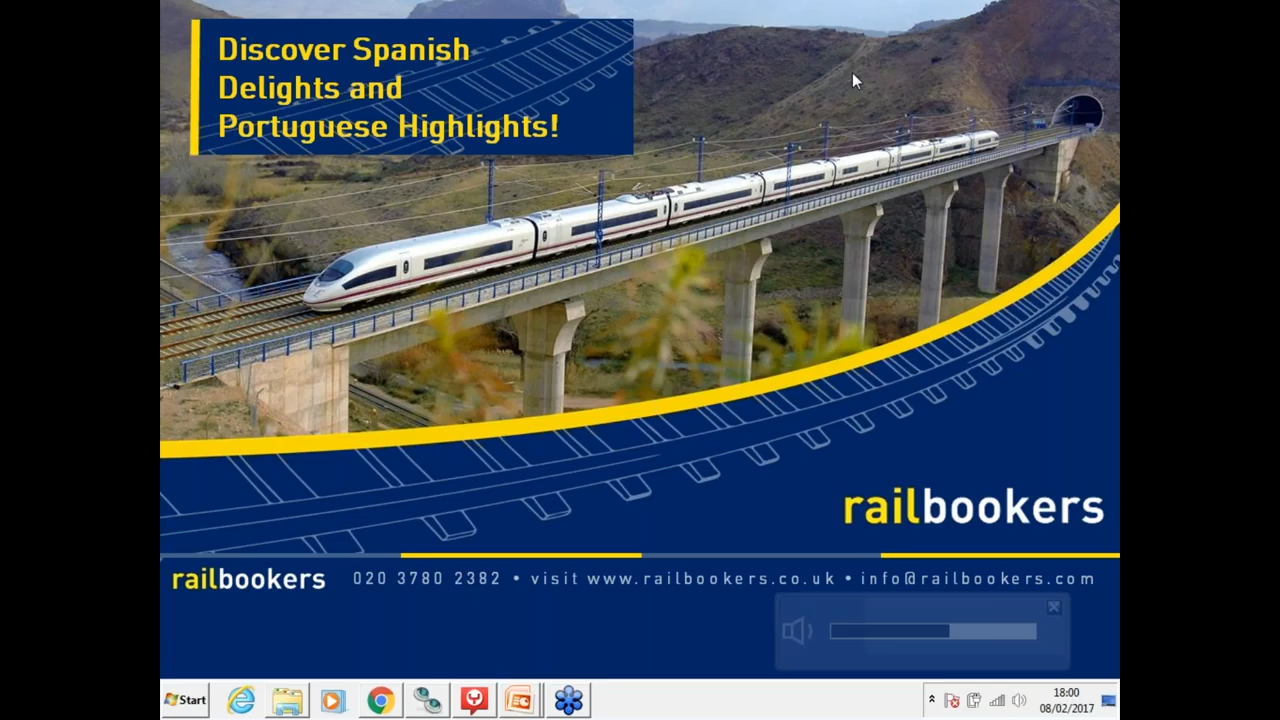 Discover Spanish
Delights and
Portuguese Highlights!
railbookers
railbookers 020 3780 2382 • visit www.railbookers.co.uk • info@railbookers.com
Start
18:00
08/02/2017